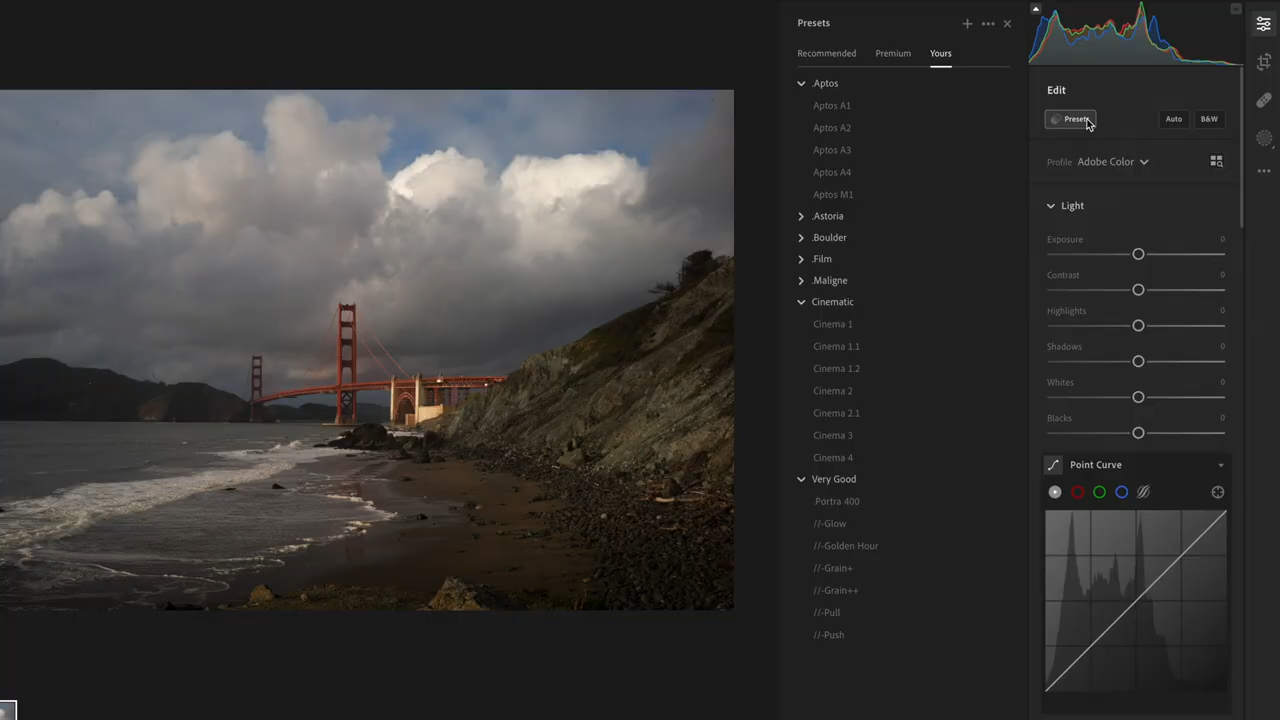 Presets
Recommended
Premium
Yours
.Aptos
Aptos A1
Aptos A2
Aptos A3
Aptos A4
Aptos M1
.Astoria
.Boulder
.Film
.Maligne
Cinematic
Cinema 1
Cinema 1.1
Cinema 1.2
Cinema 2
Cinema 2.1
Cinema 3
Cinema 4
Very Good
.Portra 400
//-Glow
//-Golden Hour
//-Grain+
//-Grain++
//-Pull
//-Push
Edit
Presets
Auto
B&W
Profile Adobe Color
Light
Exposure 0
Contrast 0
Highlights 0
Shadows 0
Whites 0
Blacks 0
Point Curve